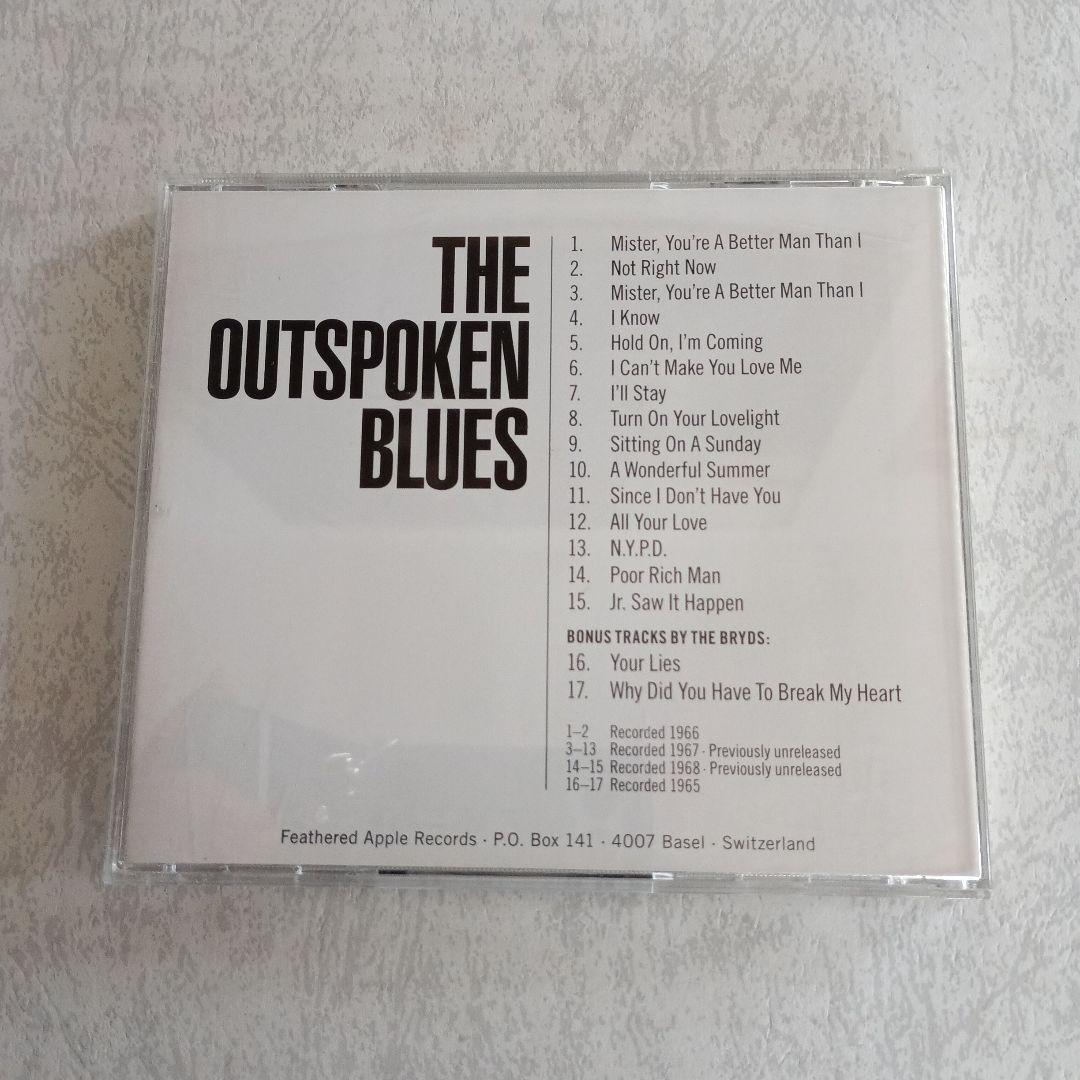 THE
OUTSPOKEN
BLUES
1. Mister, You're A Better Man Than I
2. Not Right Now
3. Mister, You're A Better Man Than I
4. I Know
5. Hold On, I'm Coming
6. I Can't Make You Love Me
7. I'll Stay
8. Turn On Your Lovelight
9. Sitting On A Sunday
10. A Wonderful Summer
11. Since I Don't Have You
12. All Your Love
13. N.Y.P.D.
14. Poor Rich Man
15. Jr. Saw It Happen
BONUS TRACKS BY THE BRYDS:
16. Your Lies
17. Why Did You Have To Break My Heart
1–2 Recorded 1966
3–13 Recorded 1967 · Previously unreleased
14–15 Recorded 1968 · Previously unreleased
16–17 Recorded 1965
Feathered Apple Records · P.O. Box 141 · 4007 Basel · Switzerland